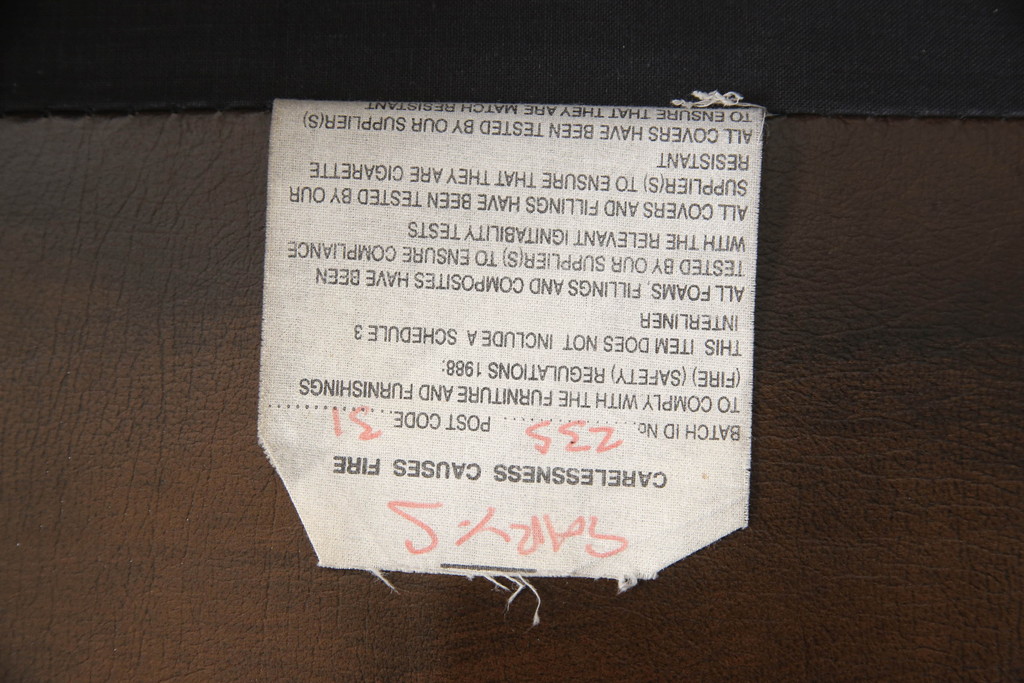 GARY-S
CARELESSNESS CAUSES FIRE
BATCH ID No. 235 POST CODE 31
TO COMPLY WITH THE FURNITURE AND FURNISHINGS
(FIRE) (SAFETY) REGULATIONS 1988:
THIS ITEM DOES NOT INCLUDE A SCHEDULE 3
INTERLINER
ALL FOAMS, FILLINGS AND COMPOSITES HAVE BEEN
TESTED BY OUR SUPPLIER(S) TO ENSURE COMPLIANCE
WITH THE RELEVANT IGNITABILITY TESTS
ALL COVERS AND FILLINGS HAVE BEEN TESTED BY OUR
SUPPLIER(S) TO ENSURE THAT THEY ARE CIGARETTE
RESISTANT
ALL COVERS HAVE BEEN TESTED BY OUR SUPPLIER(S)
TO ENSURE THAT THEY ARE MATCH RESISTANT